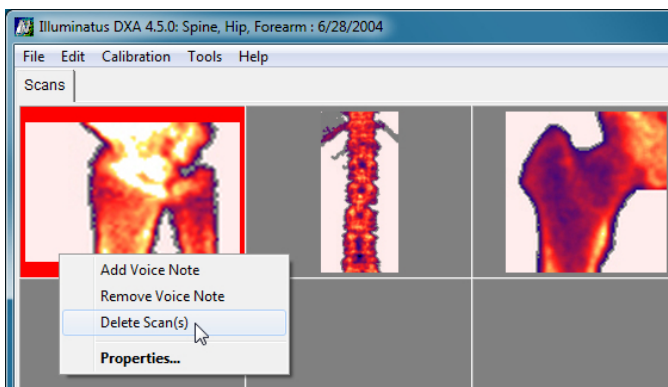 Illuminatus DXA 4.5.0: Spine, Hip, Forearm : 6/28/2004
File Edit Calibration Tools Help
Scans
Add Voice Note
Remove Voice Note
Delete Scan(s)
Properties...